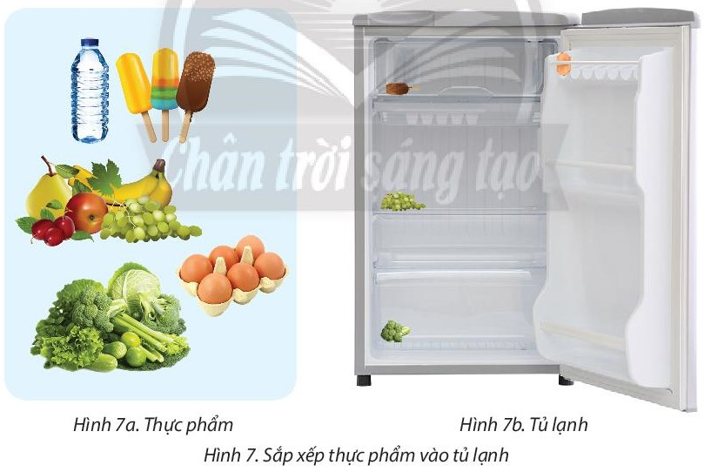 Chân trời sáng tạo
Hình 7a. Thực phẩm
Hình 7b. Tủ lạnh
Hình 7. Sắp xếp thực phẩm vào tủ lạnh